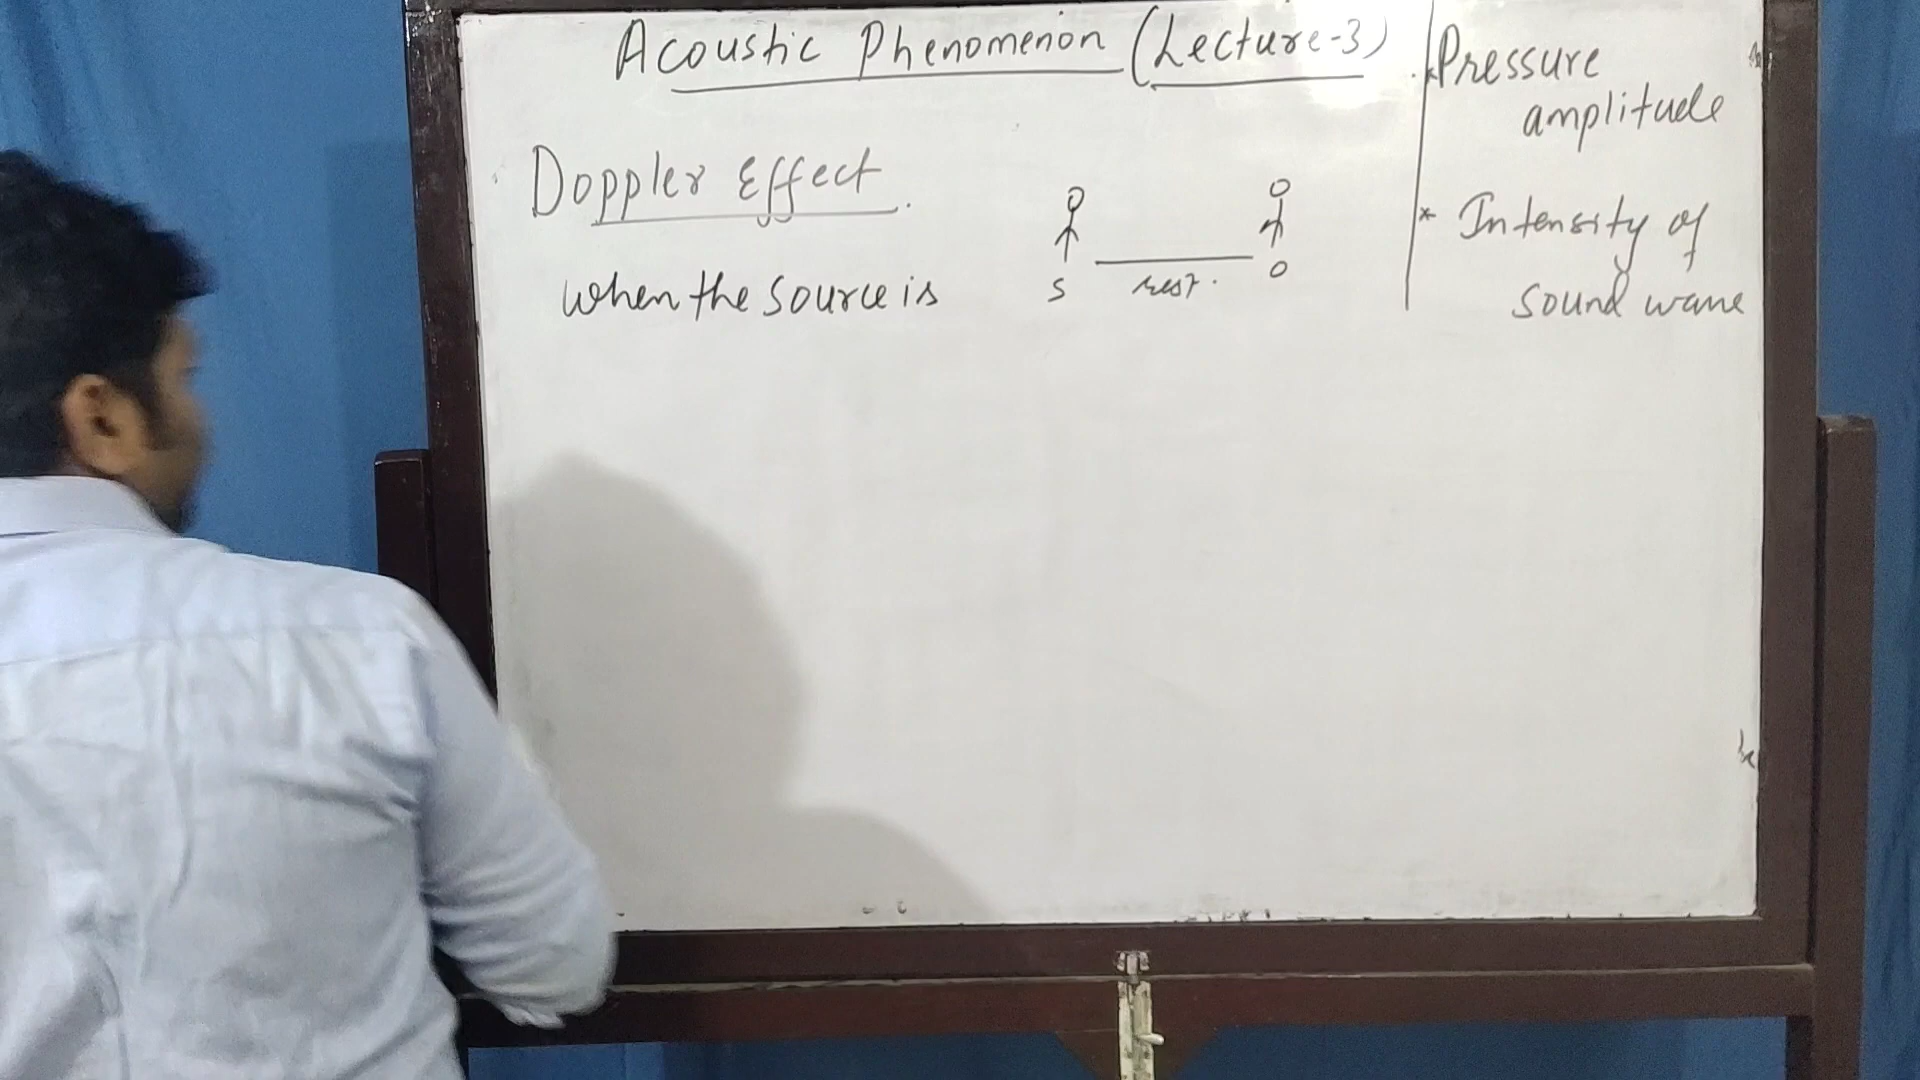 Acoustic Phenomenon (Lecture-3)
Doppler Effect.
when the source is
S rest. O
* Pressure
amplitude
* Intensity of
sound wave